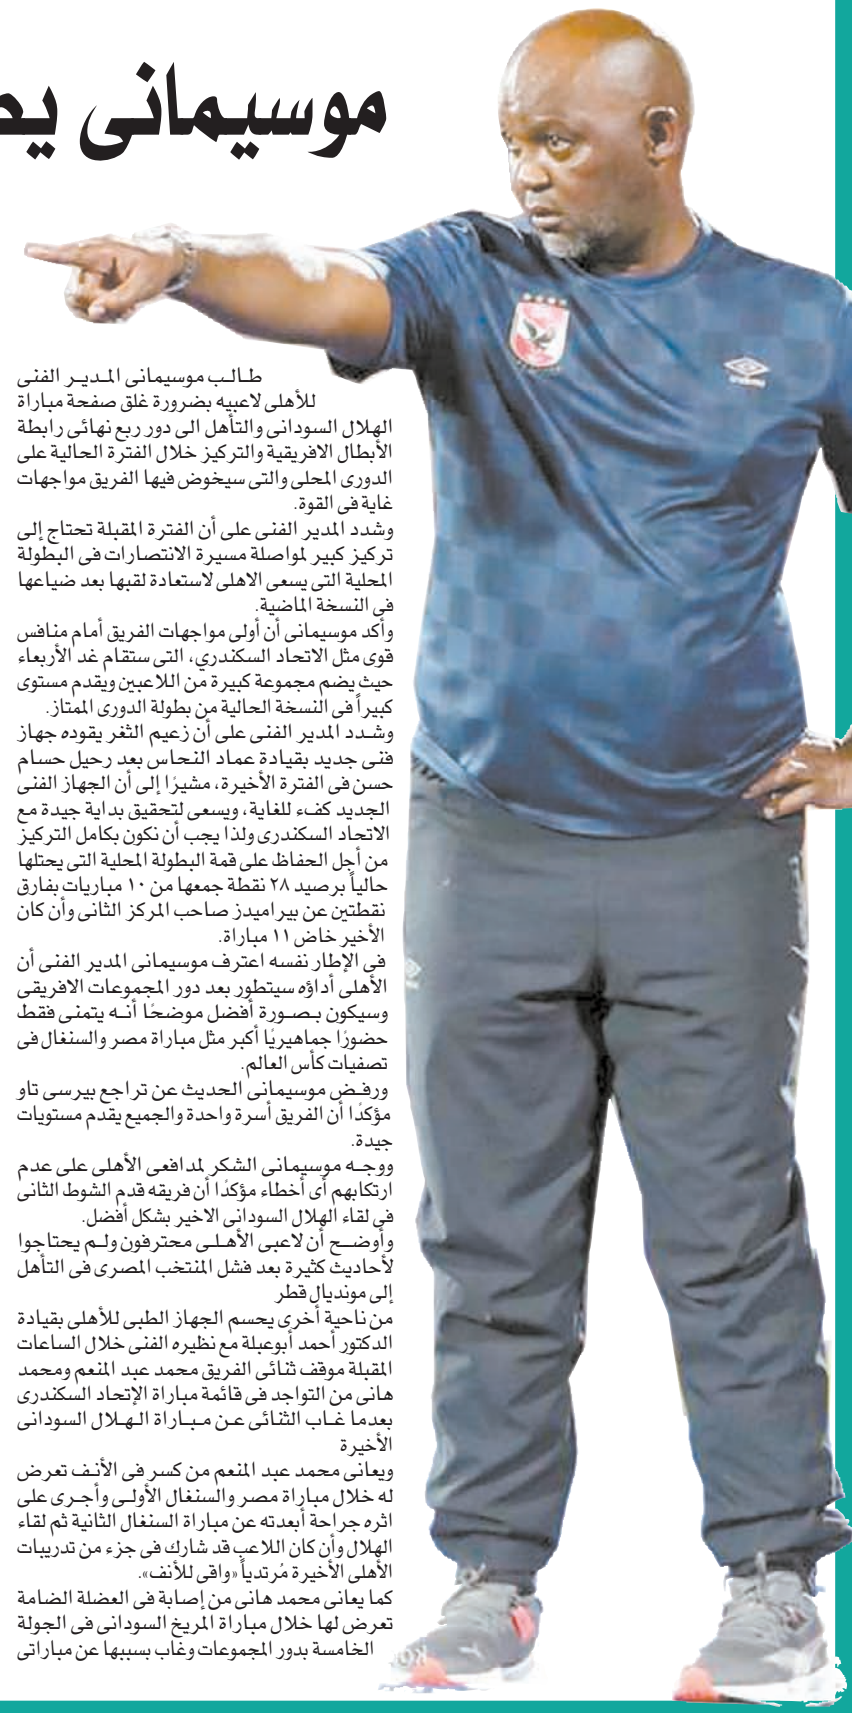 موسيمانى
طـالـب موسيمانى المـديـر الفنى
للأهلى لاعبيه بضرورة غلق صفحة مباراة
الهلال السودانى والتأهل الى دور ربع نهائى رابطة
الأبطال الافريقية والتركيز خلال الفترة الحالية على
الدورى المحلى والتى سيخوض فيها الفريق مواجهات
غاية فى القوة.
وشدد المدير الفنى على أن الفترة المقبلة تحتاج إلى
تركيز كبير لمواصلة مسيرة الانتصارات فى البطولة
المحلية التى يسعى الاهلى لاستعادة لقبها بعد ضياعها
فى النسخة الماضية.
وأكد موسيمانى أن أولى مواجهات الفريق أمام منافس
قوى مثل الاتحاد السكندري، التى ستقام غد الأربعاء
حيث يضم مجموعة كبيرة من اللاعبين ويقدم مستوى
كبيراً فى النسخة الحالية من بطولة الدورى الممتاز.
وشـدد المدير الفنى على أن زعيم الثغر يقوده جهاز
فنى جديد بقيادة عماد النحاس بعد رحيل حسام
حسن فى الفترة الأخيرة، مشيرًا إلى أن الجهاز الفنى
الجديد كفء للغاية، ويسعى لتحقيق بداية جيدة مع
الاتحاد السكندرى ولذا يجب أن نكون بكامل التركيز
من أجل الحفاظ على قمة البطولة المحلية التى يحتلها
حالياً برصيد ٢٨ نقطة جمعها من ١٠ مباريات بفارق
نقطتين عن بيراميدز صاحب المركز الثانى وأن كان
الأخير خاض ١١ مباراة.
فى الإطار نفسه اعترف موسيمانى المدير الفنى أن
الأهلى أداؤه سيتطور بعد دور المجموعات الافريقى
وسيكون بـصـورة أفضل موضحًا أنـه يتمنى فقط
حضورًا جماهيريًا أكبر مثل مباراة مصر والسنغال فى
تصفيات كأس العالم.
ورفـض موسيمانى الحديث عن تراجع بيرسى تاو
مؤكدًا أن الفريق أسرة واحدة والجميع يقدم مستويات
جيدة.
ووجـه موسيمانى الشكر لمدافعى الأهلى على عدم
ارتكابهم أى أخطاء مؤكدًا أن فريقه قدم الشوط الثانى
فى لقاء الهلال السودانى الاخير بشكل أفضل.
وأوضـــح أن لاعبى الأهـلـى محترفون ولـم يحتاجوا
لأحاديث كثيرة بعد فشل المنتخب المصرى فى التأهل
إلى مونديال قطر
من ناحية أخرى يحسم الجهاز الطبى للأهلى بقيادة
الدكتور أحمد أبوعبلة مع نظيره الفنى خلال الساعات
المقبلة موقف ثنائى الفريق محمد عبد المنعم ومحمد
هانى من التواجد فى قائمة مباراة الإتحاد السكندرى
بعدما غـاب الثنائى عـن مـبـاراة الـهـلال السودانى
الأخيرة
ويعانى محمد عبد المنعم من كسر فى الأنـف تعرض
له خلال مباراة مصر والسنغال الأولـى وأجـرى على
اثره جراحة أبعدته عن مباراة السنغال الثانية ثم لقاء
الهلال وأن كان اللاعب قد شارك فى جزء من تدريبات
الأهلى الأخيرة مُرتدياً «واقى للأنف».
كما يعانى محمد هانى من إصابة فى العضلة الضامة
تعرض لها خلال مباراة المريخ السودانى فى الجولة
الخامسة بدور المجموعات وغاب بسببها عن مباراتى